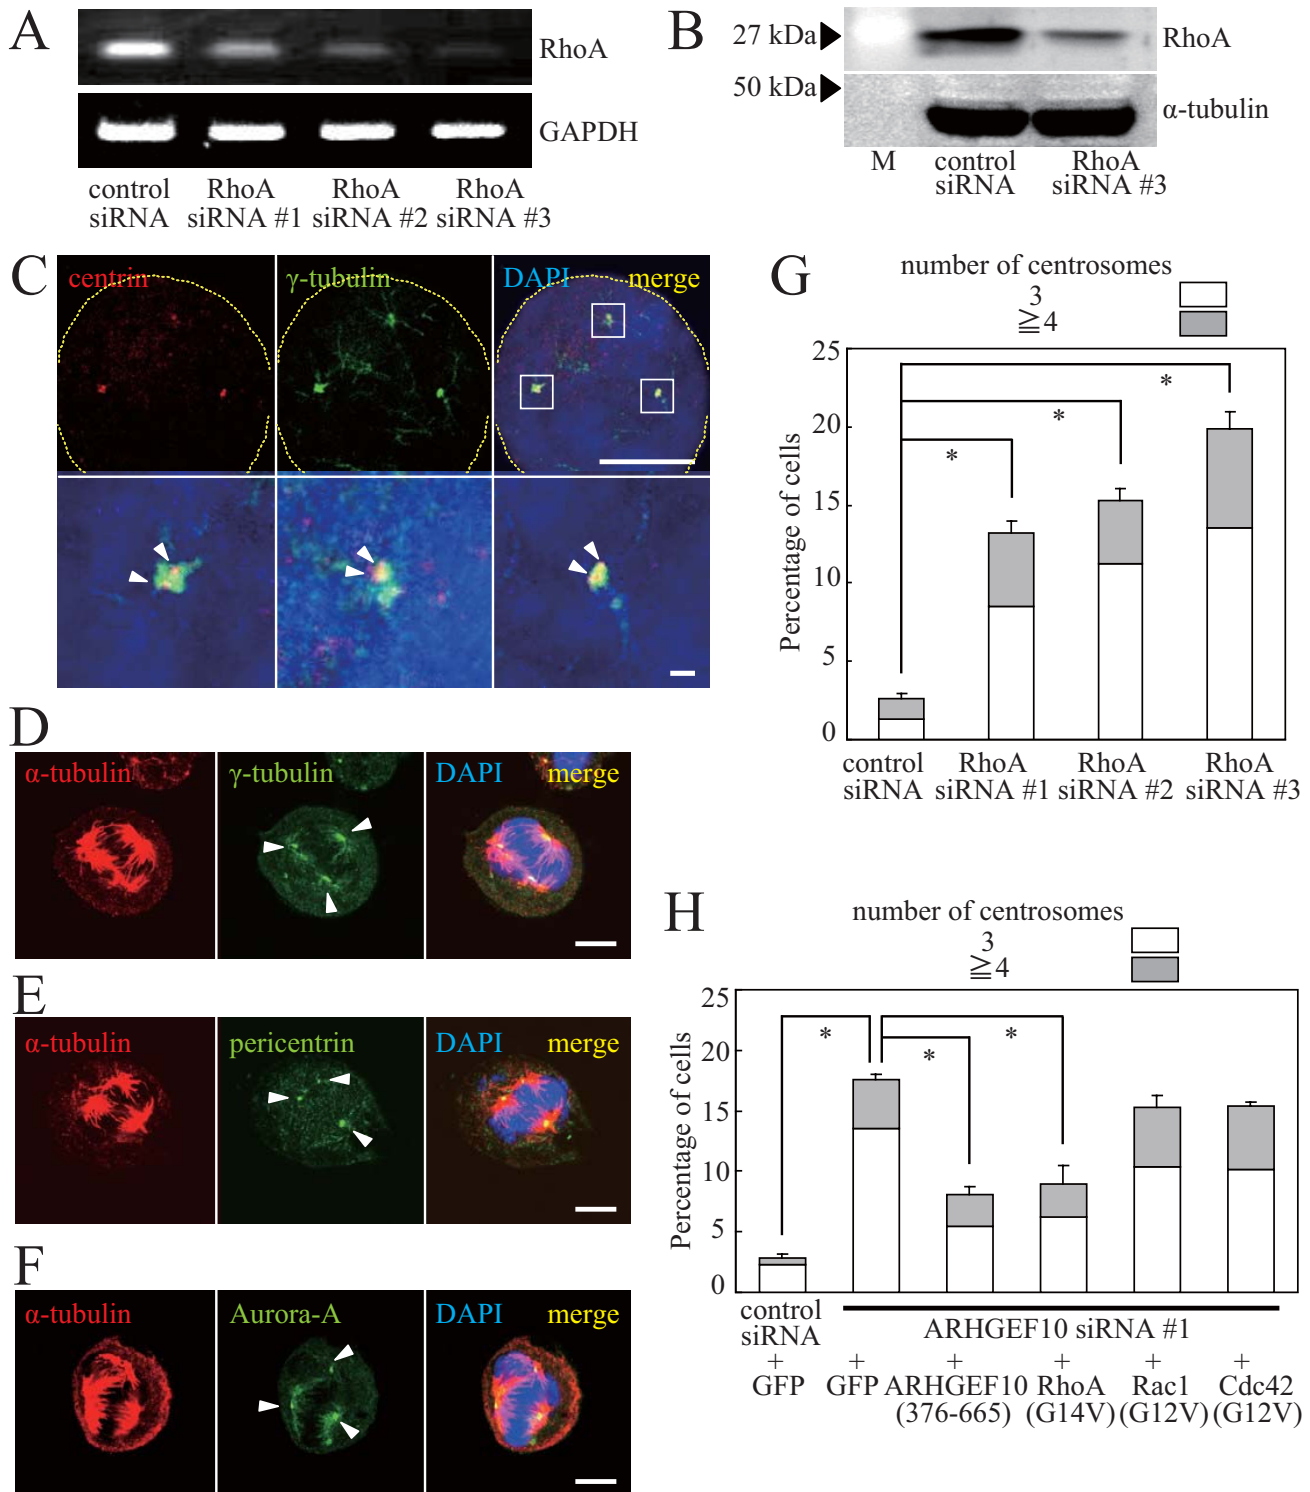 A
RhoA
GAPDH
control siRNA
RhoA siRNA #1
RhoA siRNA #2
RhoA siRNA #3
B
27 kDa
RhoA
50 kDa
α-tubulin
M
control siRNA
RhoA siRNA #3
C
centrin
γ-tubulin
DAPI
merge
D
α-tubulin
γ-tubulin
DAPI
merge
E
α-tubulin
pericentrin
DAPI
merge
F
α-tubulin
Aurora-A
DAPI
merge
G
number of centrosomes
3
≧4
Percentage of cells
25
20
15
10
5
0
*
*
*
control siRNA
RhoA siRNA #1
RhoA siRNA #2
RhoA siRNA #3
H
number of centrosomes
3
≧4
Percentage of cells
25
20
15
10
5
0
*
*
*
control siRNA
ARHGEF10 siRNA #1
+ GFP
+ GFP
+ ARHGEF10 (376-665)
+ RhoA (G14V)
+ Rac1 (G12V)
+ Cdc42 (G12V)